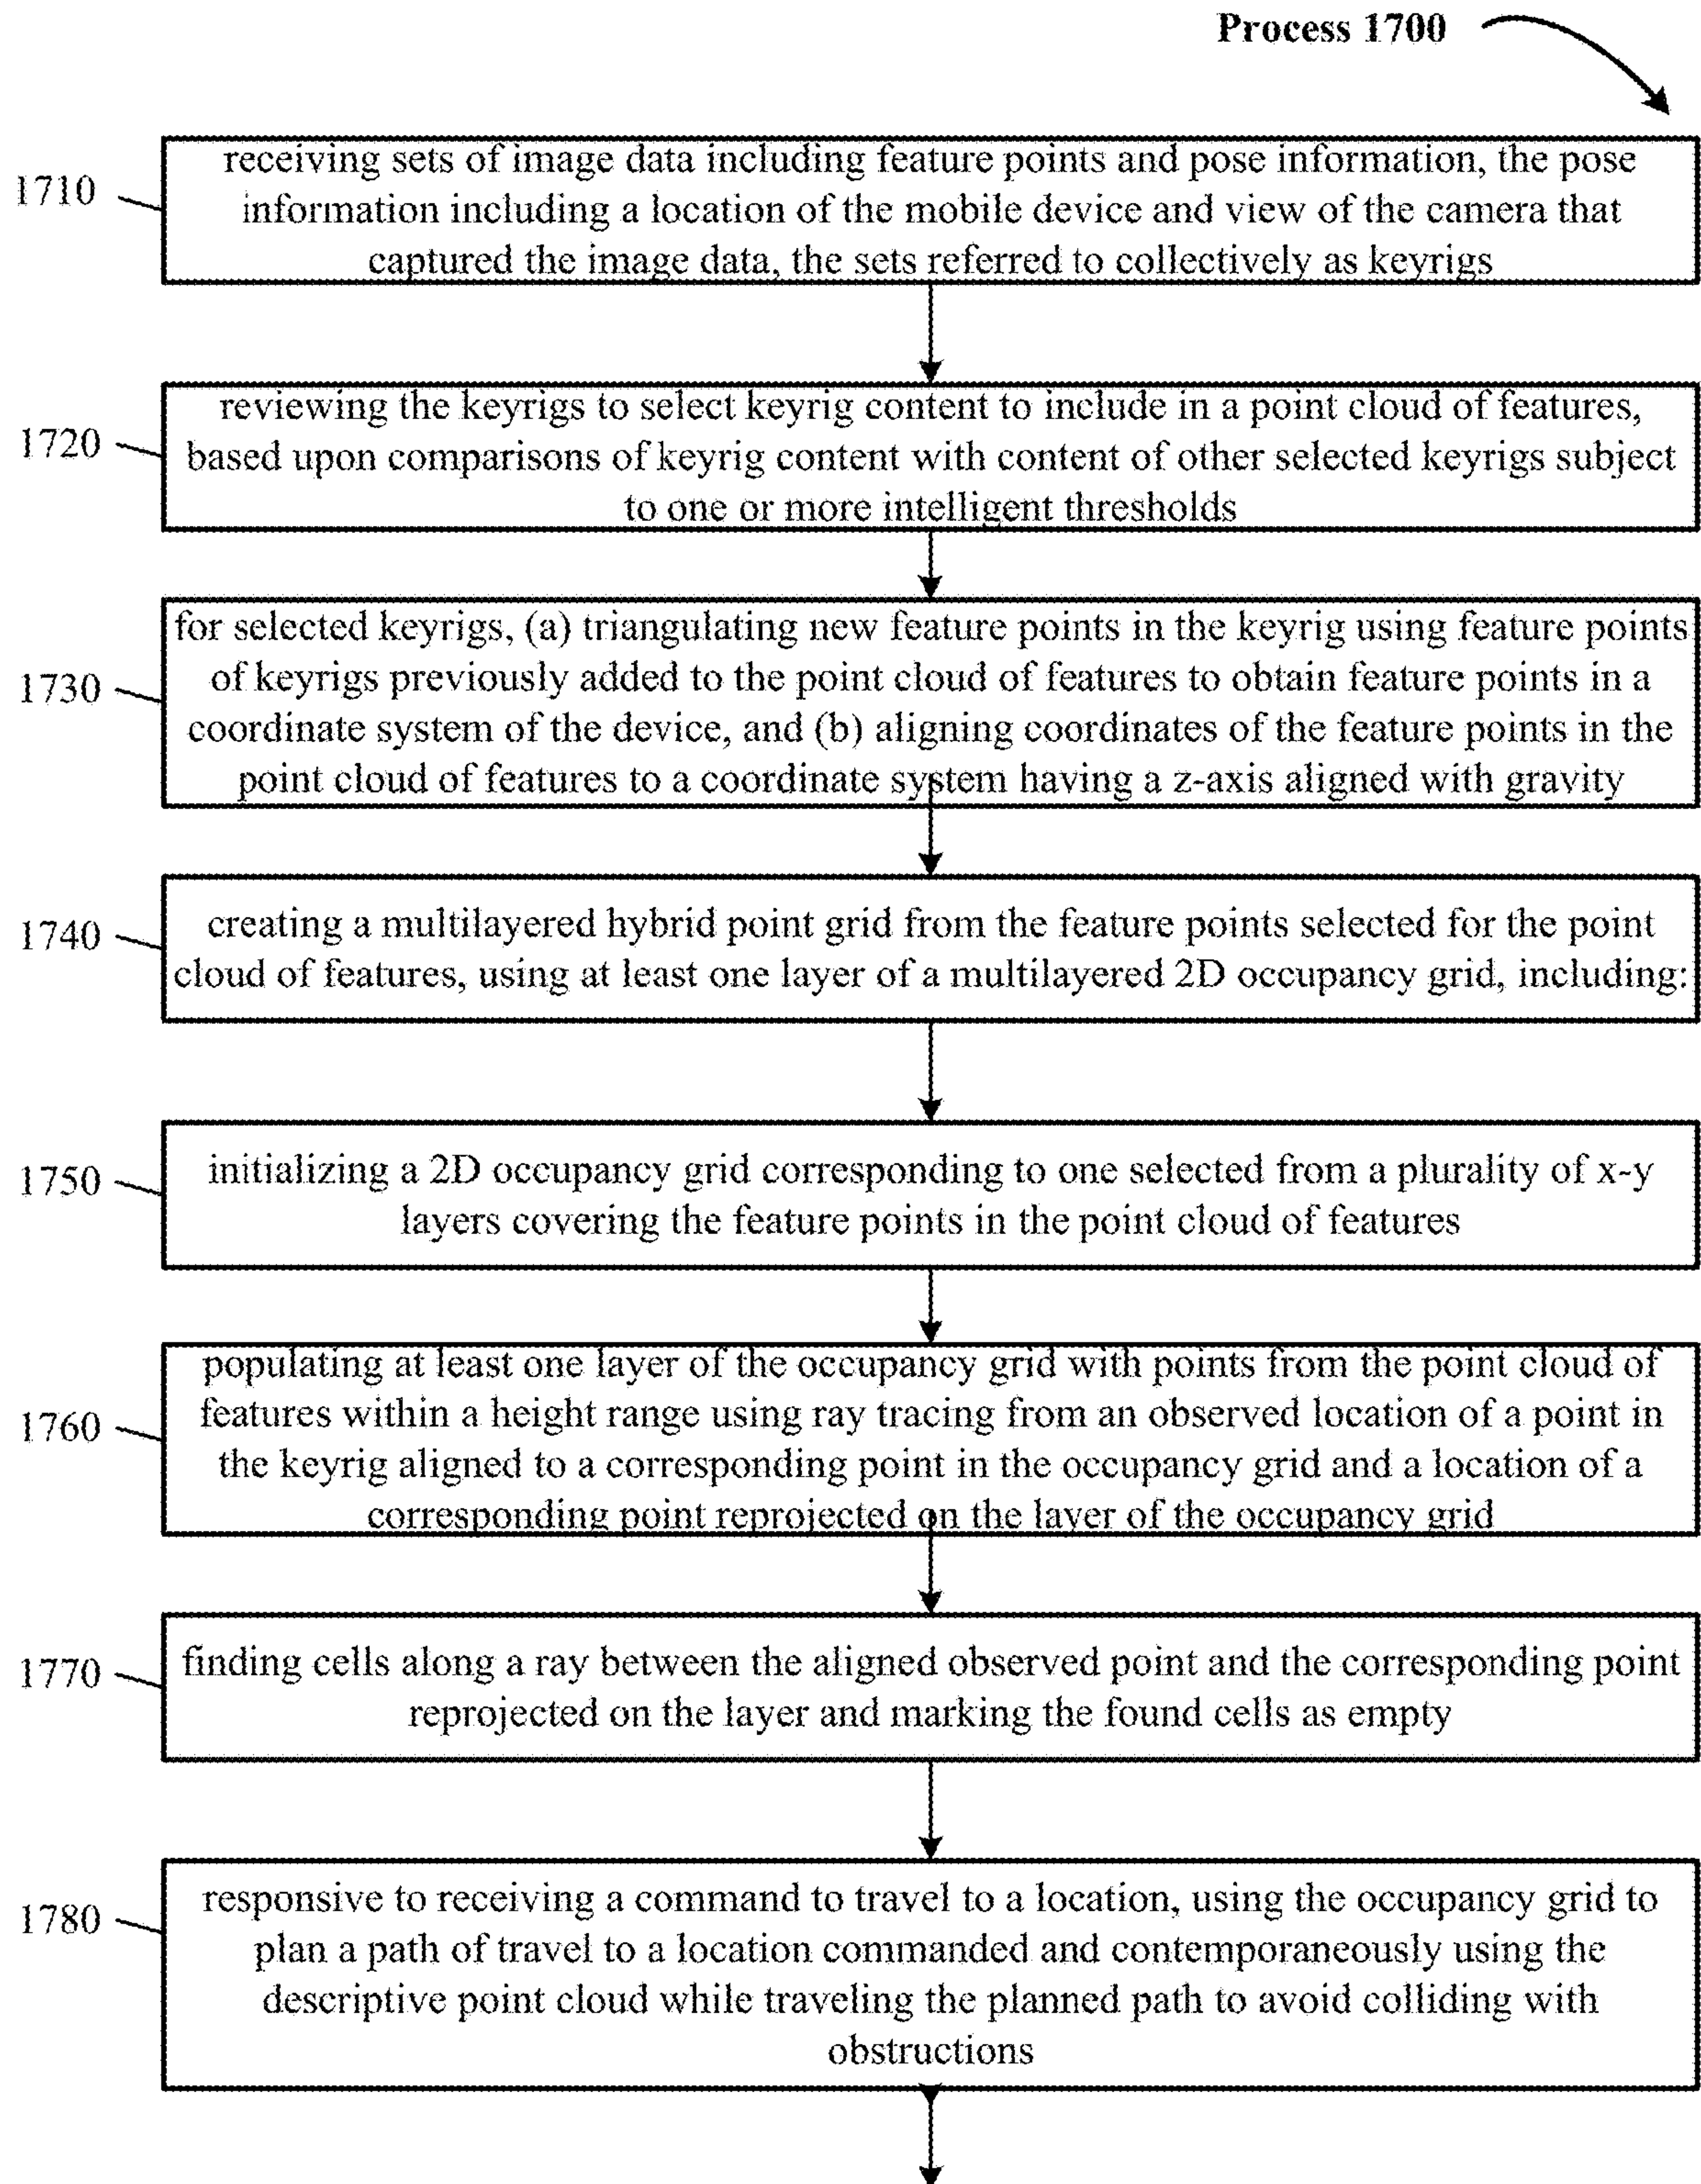 Process 1700
1710
receiving sets of image data including feature points and pose information, the pose
information including a location of the mobile device and view of the camera that
captured the image data, the sets referred to collectively as keyrigs
1720
reviewing the keyrigs to select keyrig content to include in a point cloud of features,
based upon comparisons of keyrig content with content of other selected keyrigs subject
to one or more intelligent thresholds
1730
for selected keyrigs, (a) triangulating new feature points in the keyrig using feature points
of keyrigs previously added to the point cloud of features to obtain feature points in a
coordinate system of the device, and (b) aligning coordinates of the feature points in the
point cloud of features to a coordinate system having a z-axis aligned with gravity
1740
creating a multilayered hybrid point grid from the feature points selected for the point
cloud of features, using at least one layer of a multilayered 2D occupancy grid, including:
1750
initializing a 2D occupancy grid corresponding to one selected from a plurality of x-y
layers covering the feature points in the point cloud of features
1760
populating at least one layer of the occupancy grid with points from the point cloud of
features within a height range using ray tracing from an observed location of a point in
the keyrig aligned to a corresponding point in the occupancy grid and a location of a
corresponding point reprojected on the layer of the occupancy grid
1770
finding cells along a ray between the aligned observed point and the corresponding point
reprojected on the layer and marking the found cells as empty
1780
responsive to receiving a command to travel to a location, using the occupancy grid to
plan a path of travel to a location commanded and contemporaneously using the
descriptive point cloud while traveling the planned path to avoid colliding with
obstructions